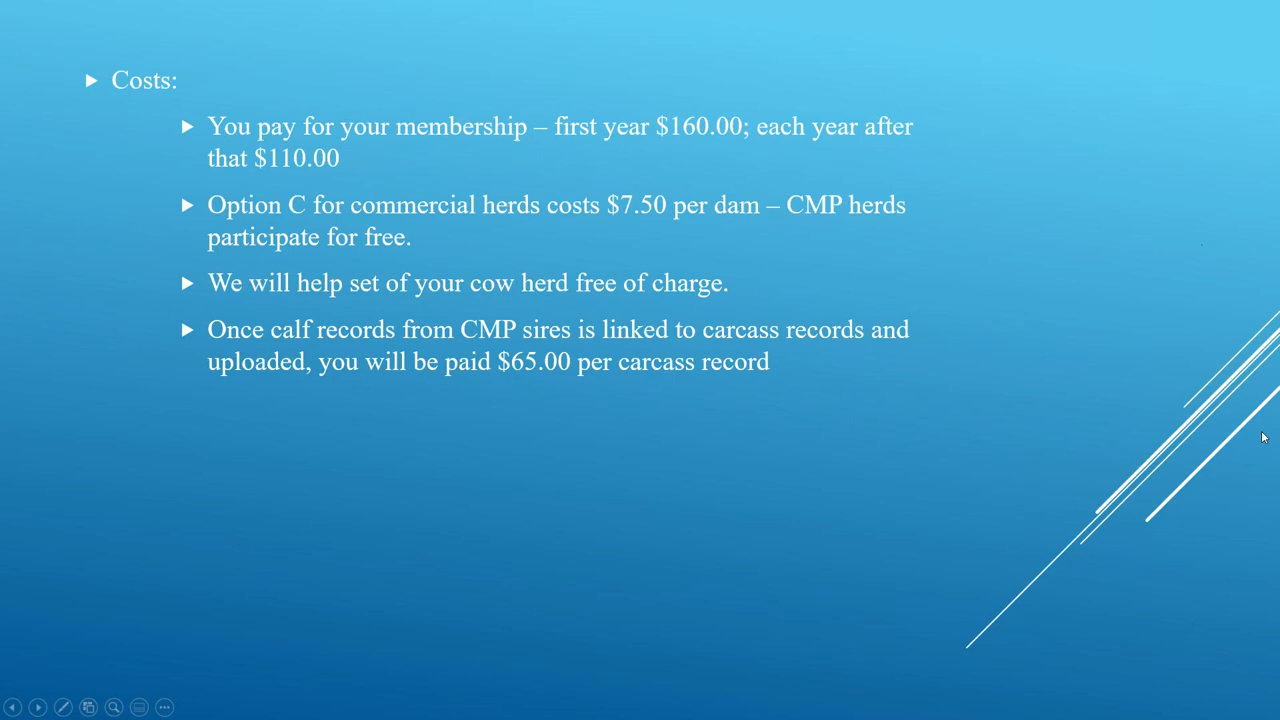 Costs:
You pay for your membership – first year $160.00; each year after
that $110.00
Option C for commercial herds costs $7.50 per dam – CMP herds
participate for free.
We will help set of your cow herd free of charge.
Once calf records from CMP sires is linked to carcass records and
uploaded, you will be paid $65.00 per carcass record